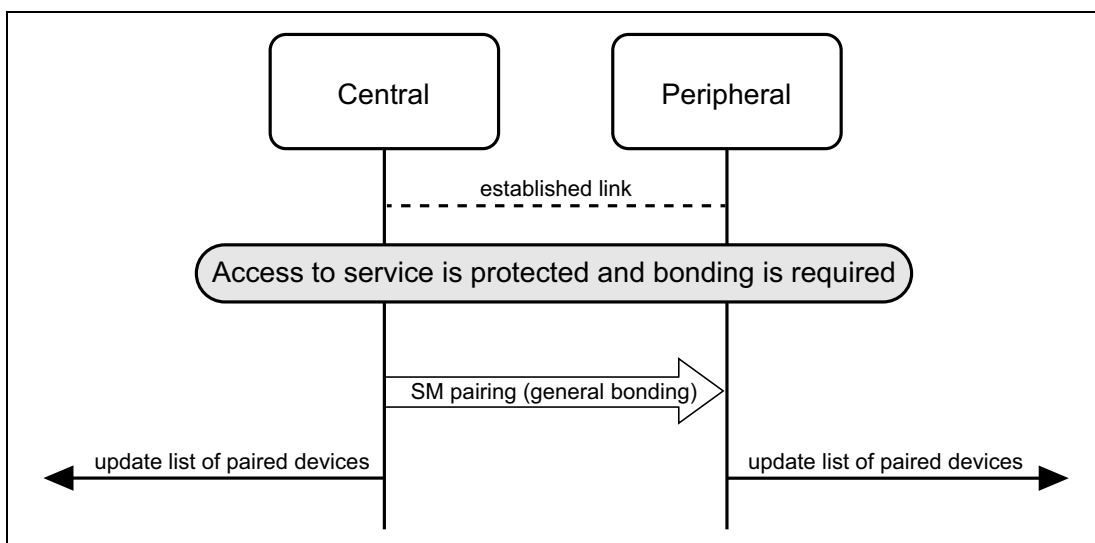 Central
Peripheral
established link
Access to service is protected and bonding is required
SM pairing (general bonding)
update list of paired devices
update list of paired devices